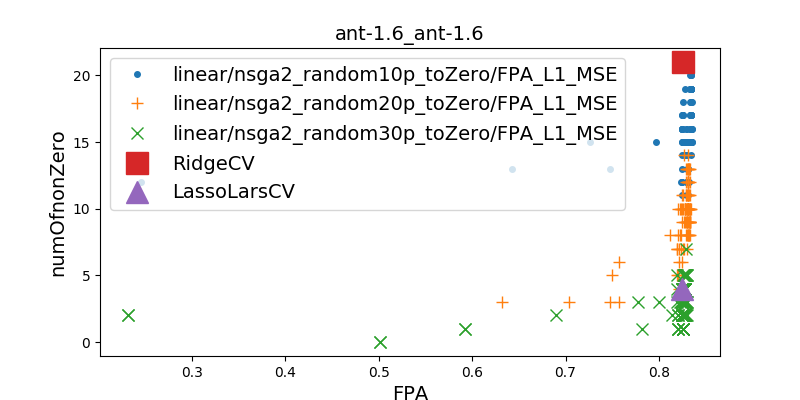 ant-1.6_ant-1.6
linear/nsga2_random10p_toZero/FPA_L1_MSE
linear/nsga2_random20p_toZero/FPA_L1_MSE
linear/nsga2_random30p_toZero/FPA_L1_MSE
RidgeCV
LassoLarsCV
numOfnonZero
20
15
10
5
0
0.3 0.4 0.5 0.6 0.7 0.8
FPA